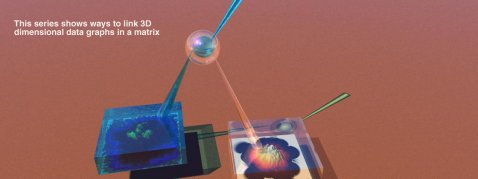 This series shows ways to link 3D
dimensional data graphs in a matrix